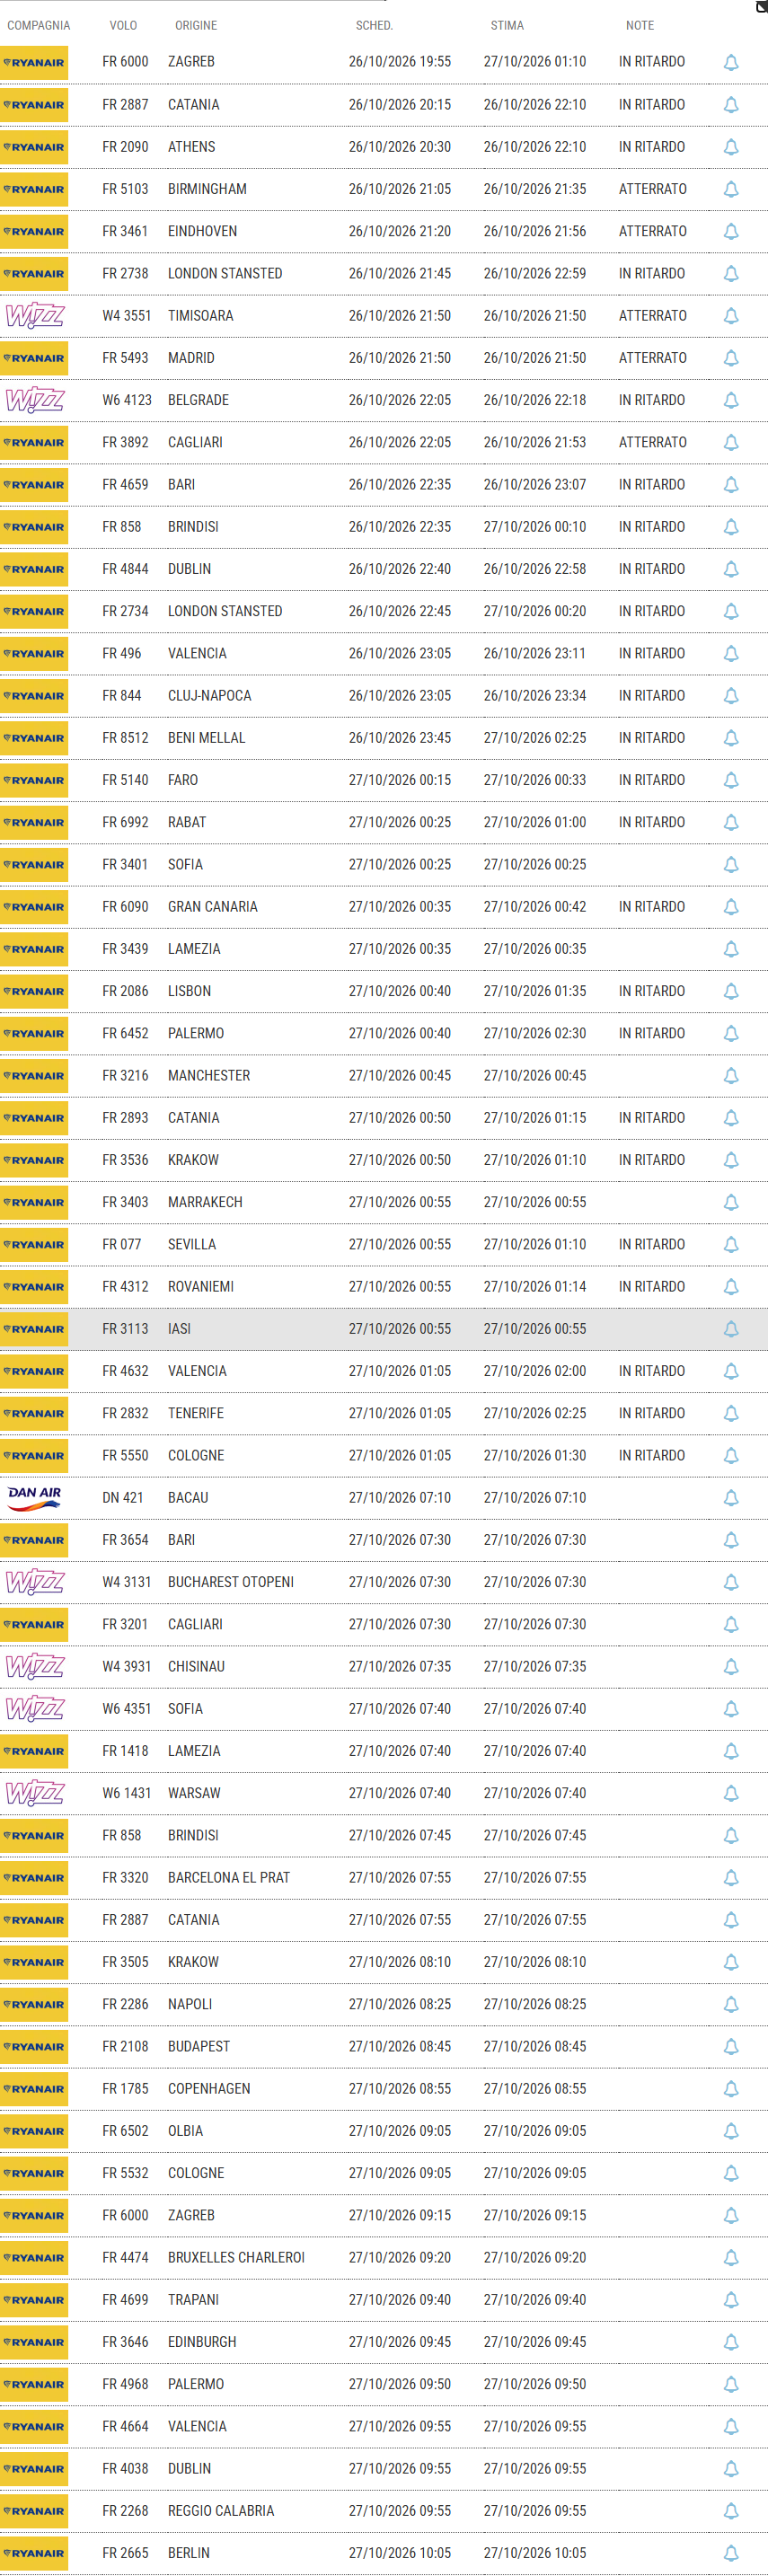 COMPAGNIA VOLO ORIGINE SCHED. STIMA NOTE
RYANAIR FR 6000 ZAGREB 26/10/2026 19:55 27/10/2026 01:10 IN RITARDO
RYANAIR FR 2887 CATANIA 26/10/2026 20:15 26/10/2026 22:10 IN RITARDO
RYANAIR FR 2090 ATHENS 26/10/2026 20:30 26/10/2026 22:10 IN RITARDO
RYANAIR FR 5103 BIRMINGHAM 26/10/2026 21:05 26/10/2026 21:35 ATTERRATO
RYANAIR FR 3461 EINDHOVEN 26/10/2026 21:20 26/10/2026 21:56 ATTERRATO
RYANAIR FR 2738 LONDON STANSTED 26/10/2026 21:45 26/10/2026 22:59 IN RITARDO
WIZZ W4 3551 TIMISOARA 26/10/2026 21:50 26/10/2026 21:50 ATTERRATO
RYANAIR FR 5493 MADRID 26/10/2026 21:50 26/10/2026 21:50 ATTERRATO
WIZZ W6 4123 BELGRADE 26/10/2026 22:05 26/10/2026 22:18 IN RITARDO
RYANAIR FR 3892 CAGLIARI 26/10/2026 22:05 26/10/2026 21:53 ATTERRATO
RYANAIR FR 4659 BARI 26/10/2026 22:35 26/10/2026 23:07 IN RITARDO
RYANAIR FR 858 BRINDISI 26/10/2026 22:35 27/10/2026 00:10 IN RITARDO
RYANAIR FR 4844 DUBLIN 26/10/2026 22:40 26/10/2026 22:58 IN RITARDO
RYANAIR FR 2734 LONDON STANSTED 26/10/2026 22:45 27/10/2026 00:20 IN RITARDO
RYANAIR FR 496 VALENCIA 26/10/2026 23:05 26/10/2026 23:11 IN RITARDO
RYANAIR FR 844 CLUJ-NAPOCA 26/10/2026 23:05 26/10/2026 23:34 IN RITARDO
RYANAIR FR 8512 BENI MELLAL 26/10/2026 23:45 27/10/2026 02:25 IN RITARDO
RYANAIR FR 5140 FARO 27/10/2026 00:15 27/10/2026 00:33 IN RITARDO
RYANAIR FR 6992 RABAT 27/10/2026 00:25 27/10/2026 01:00 IN RITARDO
RYANAIR FR 3401 SOFIA 27/10/2026 00:25 27/10/2026 00:25
RYANAIR FR 6090 GRAN CANARIA 27/10/2026 00:35 27/10/2026 00:42 IN RITARDO
RYANAIR FR 3439 LAMEZIA 27/10/2026 00:35 27/10/2026 00:35
RYANAIR FR 2086 LISBON 27/10/2026 00:40 27/10/2026 01:35 IN RITARDO
RYANAIR FR 6452 PALERMO 27/10/2026 00:40 27/10/2026 02:30 IN RITARDO
RYANAIR FR 3216 MANCHESTER 27/10/2026 00:45 27/10/2026 00:45
RYANAIR FR 2893 CATANIA 27/10/2026 00:50 27/10/2026 01:15 IN RITARDO
RYANAIR FR 3536 KRAKOW 27/10/2026 00:50 27/10/2026 01:10 IN RITARDO
RYANAIR FR 3403 MARRAKECH 27/10/2026 00:55 27/10/2026 00:55
RYANAIR FR 077 SEVILLA 27/10/2026 00:55 27/10/2026 01:10 IN RITARDO
RYANAIR FR 4312 ROVANIEMI 27/10/2026 00:55 27/10/2026 01:14 IN RITARDO
RYANAIR FR 3113 IASI 27/10/2026 00:55 27/10/2026 00:55
RYANAIR FR 4632 VALENCIA 27/10/2026 01:05 27/10/2026 02:00 IN RITARDO
RYANAIR FR 2832 TENERIFE 27/10/2026 01:05 27/10/2026 02:25 IN RITARDO
RYANAIR FR 5550 COLOGNE 27/10/2026 01:05 27/10/2026 01:30 IN RITARDO
DAN AIR DN 421 BACAU 27/10/2026 07:10 27/10/2026 07:10
RYANAIR FR 3654 BARI 27/10/2026 07:30 27/10/2026 07:30
WIZZ W4 3131 BUCHAREST OTOPENI 27/10/2026 07:30 27/10/2026 07:30
RYANAIR FR 3201 CAGLIARI 27/10/2026 07:30 27/10/2026 07:30
WIZZ W4 3931 CHISINAU 27/10/2026 07:35 27/10/2026 07:35
WIZZ W6 4351 SOFIA 27/10/2026 07:40 27/10/2026 07:40
RYANAIR FR 1418 LAMEZIA 27/10/2026 07:40 27/10/2026 07:40
WIZZ W6 1431 WARSAW 27/10/2026 07:40 27/10/2026 07:40
RYANAIR FR 858 BRINDISI 27/10/2026 07:45 27/10/2026 07:45
RYANAIR FR 3320 BARCELONA EL PRAT 27/10/2026 07:55 27/10/2026 07:55
RYANAIR FR 2887 CATANIA 27/10/2026 07:55 27/10/2026 07:55
RYANAIR FR 3505 KRAKOW 27/10/2026 08:10 27/10/2026 08:10
RYANAIR FR 2286 NAPOLI 27/10/2026 08:25 27/10/2026 08:25
RYANAIR FR 2108 BUDAPEST 27/10/2026 08:45 27/10/2026 08:45
RYANAIR FR 1785 COPENHAGEN 27/10/2026 08:55 27/10/2026 08:55
RYANAIR FR 6502 OLBIA 27/10/2026 09:05 27/10/2026 09:05
RYANAIR FR 5532 COLOGNE 27/10/2026 09:05 27/10/2026 09:05
RYANAIR FR 6000 ZAGREB 27/10/2026 09:15 27/10/2026 09:15
RYANAIR FR 4474 BRUXELLES CHARLEROI 27/10/2026 09:20 27/10/2026 09:20
RYANAIR FR 4699 TRAPANI 27/10/2026 09:40 27/10/2026 09:40
RYANAIR FR 3646 EDINBURGH 27/10/2026 09:45 27/10/2026 09:45
RYANAIR FR 4968 PALERMO 27/10/2026 09:50 27/10/2026 09:50
RYANAIR FR 4664 VALENCIA 27/10/2026 09:55 27/10/2026 09:55
RYANAIR FR 4038 DUBLIN 27/10/2026 09:55 27/10/2026 09:55
RYANAIR FR 2268 REGGIO CALABRIA 27/10/2026 09:55 27/10/2026 09:55
RYANAIR FR 2665 BERLIN 27/10/2026 10:05 27/10/2026 10:05